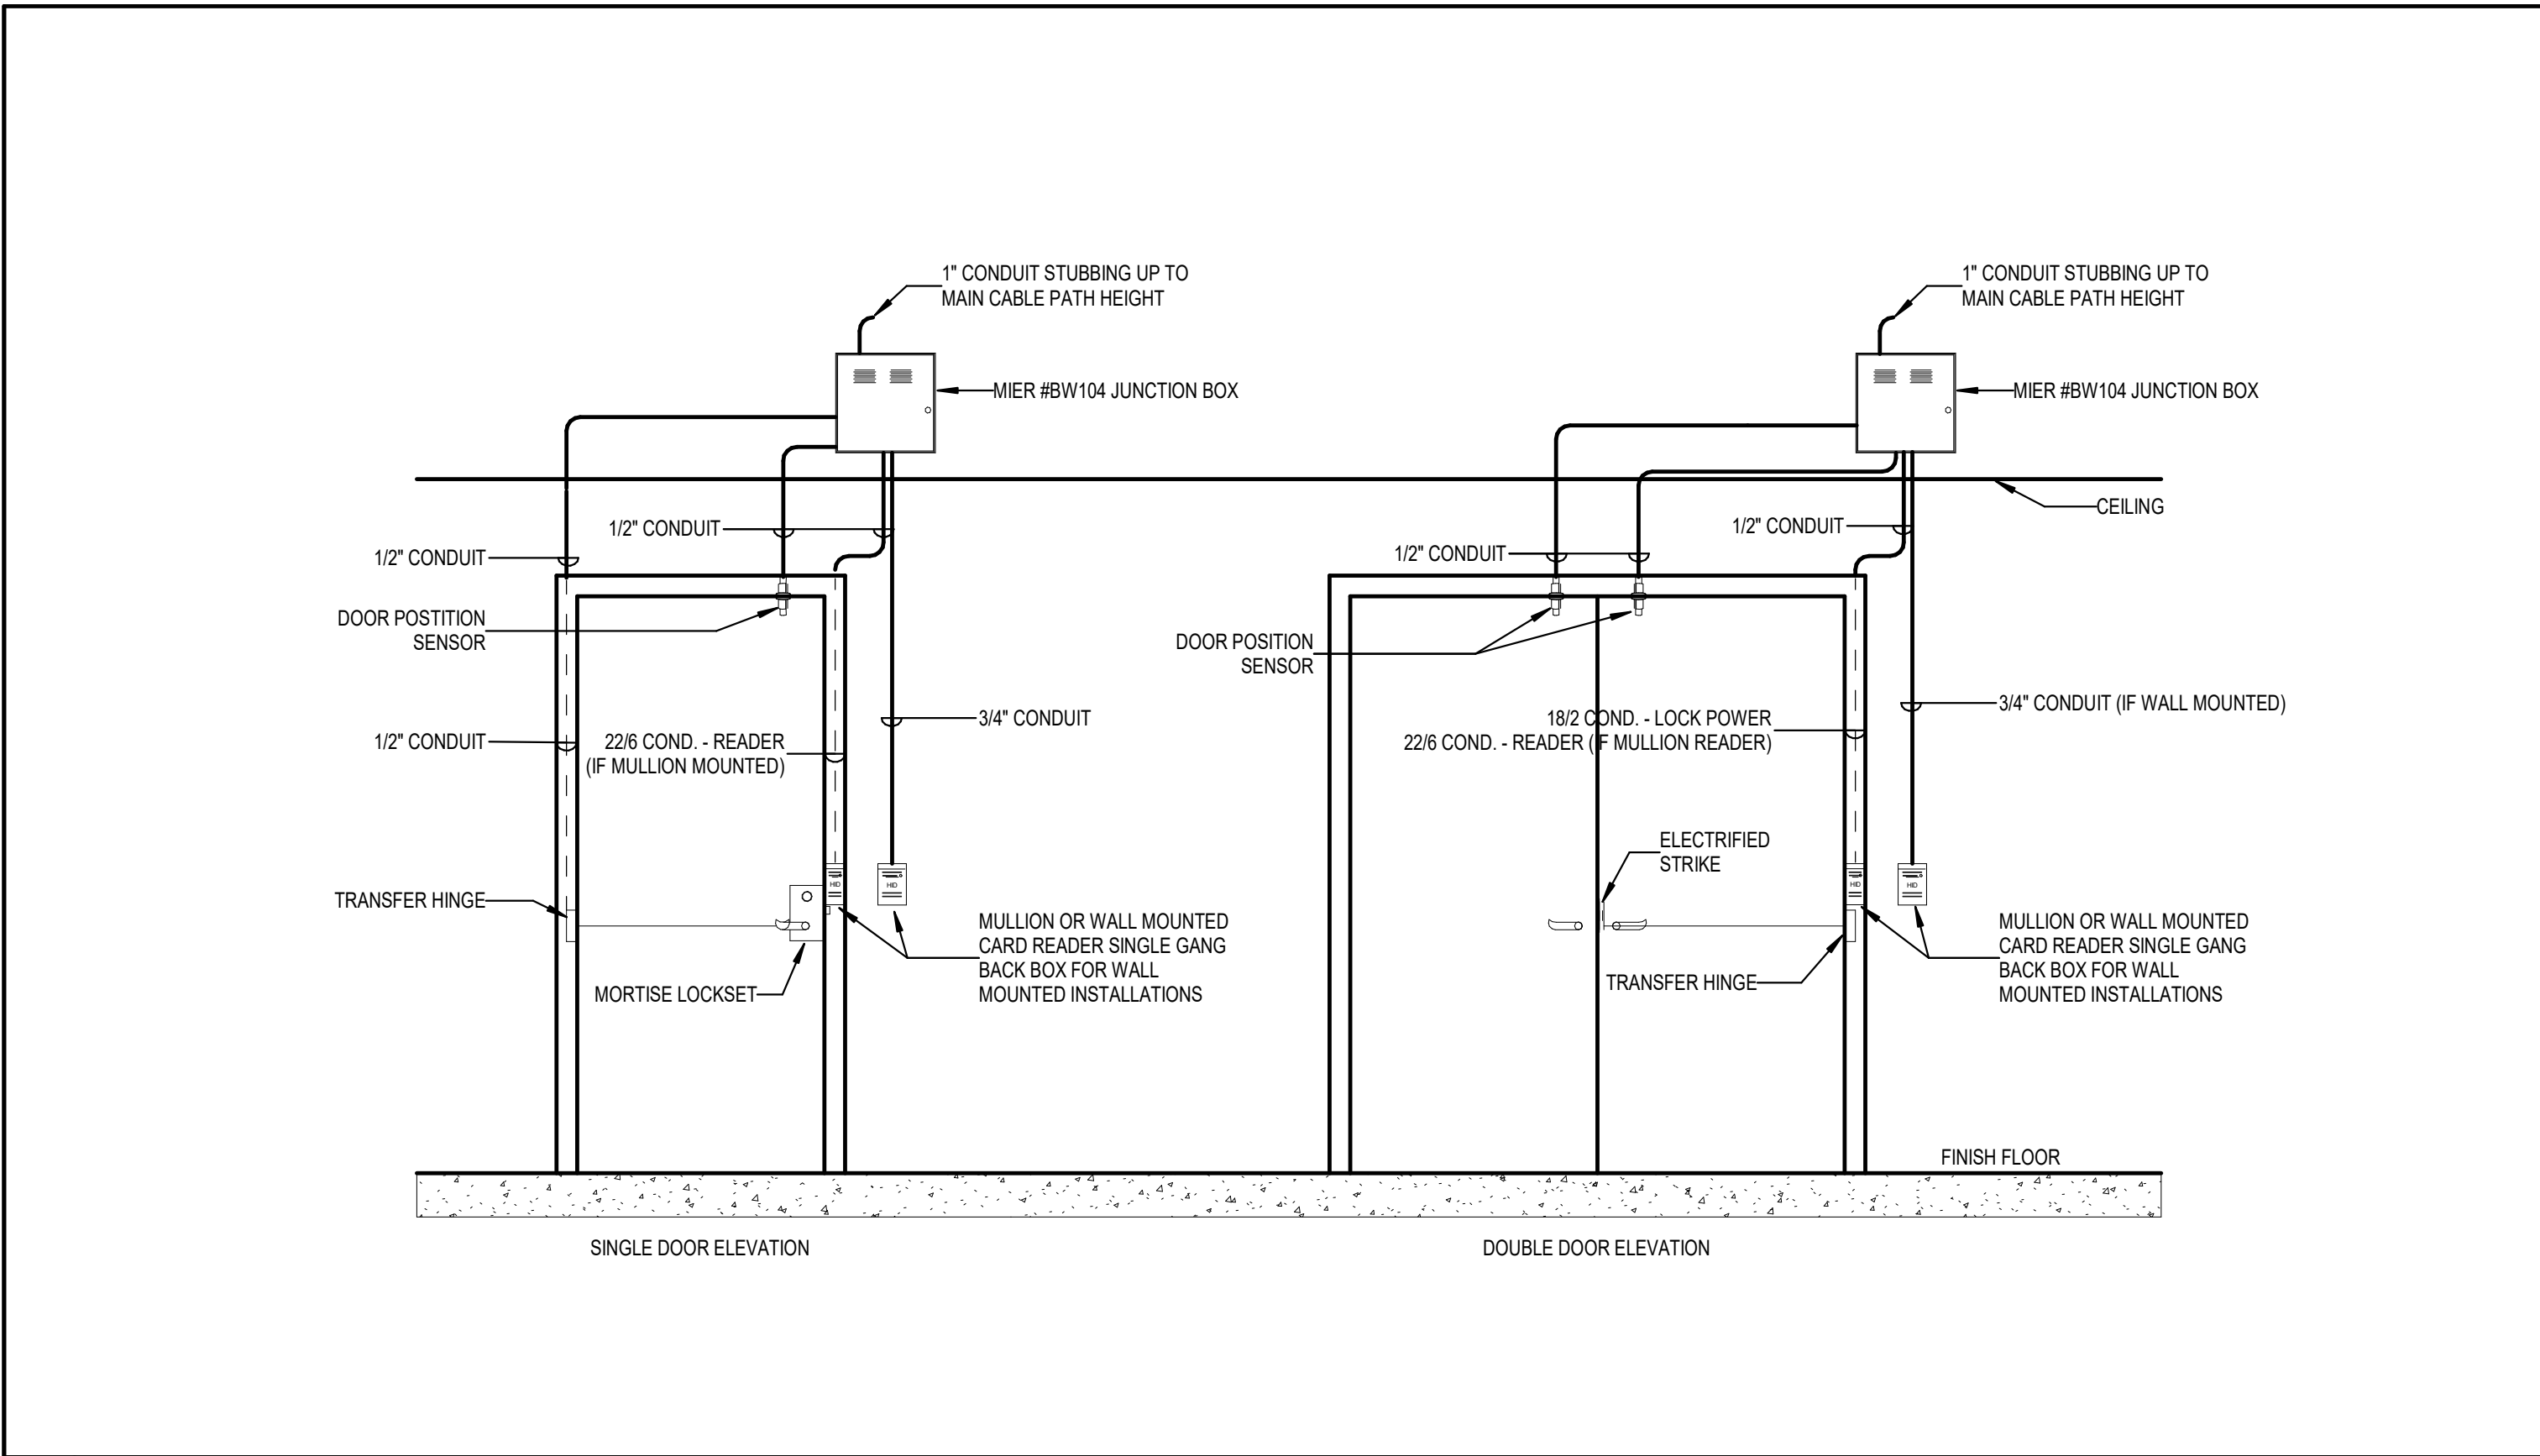 1" CONDUIT STUBBING UP TO
MAIN CABLE PATH HEIGHT
MIER #BW104 JUNCTION BOX
1/2" CONDUIT
1/2" CONDUIT
DOOR POSTITION
SENSOR
1/2" CONDUIT
22/6 COND. - READER
(IF MULLION MOUNTED)
3/4" CONDUIT
TRANSFER HINGE
HID
HID
MORTISE LOCKSET
MULLION OR WALL MOUNTED
CARD READER SINGLE GANG
BACK BOX FOR WALL
MOUNTED INSTALLATIONS
SINGLE DOOR ELEVATION
1" CONDUIT STUBBING UP TO
MAIN CABLE PATH HEIGHT
MIER #BW104 JUNCTION BOX
CEILING
1/2" CONDUIT
1/2" CONDUIT
DOOR POSITION
SENSOR
18/2 COND. - LOCK POWER
22/6 COND. - READER (IF MULLION READER)
3/4" CONDUIT (IF WALL MOUNTED)
ELECTRIFIED
STRIKE
HID
HID
TRANSFER HINGE
MULLION OR WALL MOUNTED
CARD READER SINGLE GANG
BACK BOX FOR WALL
MOUNTED INSTALLATIONS
FINISH FLOOR
DOUBLE DOOR ELEVATION